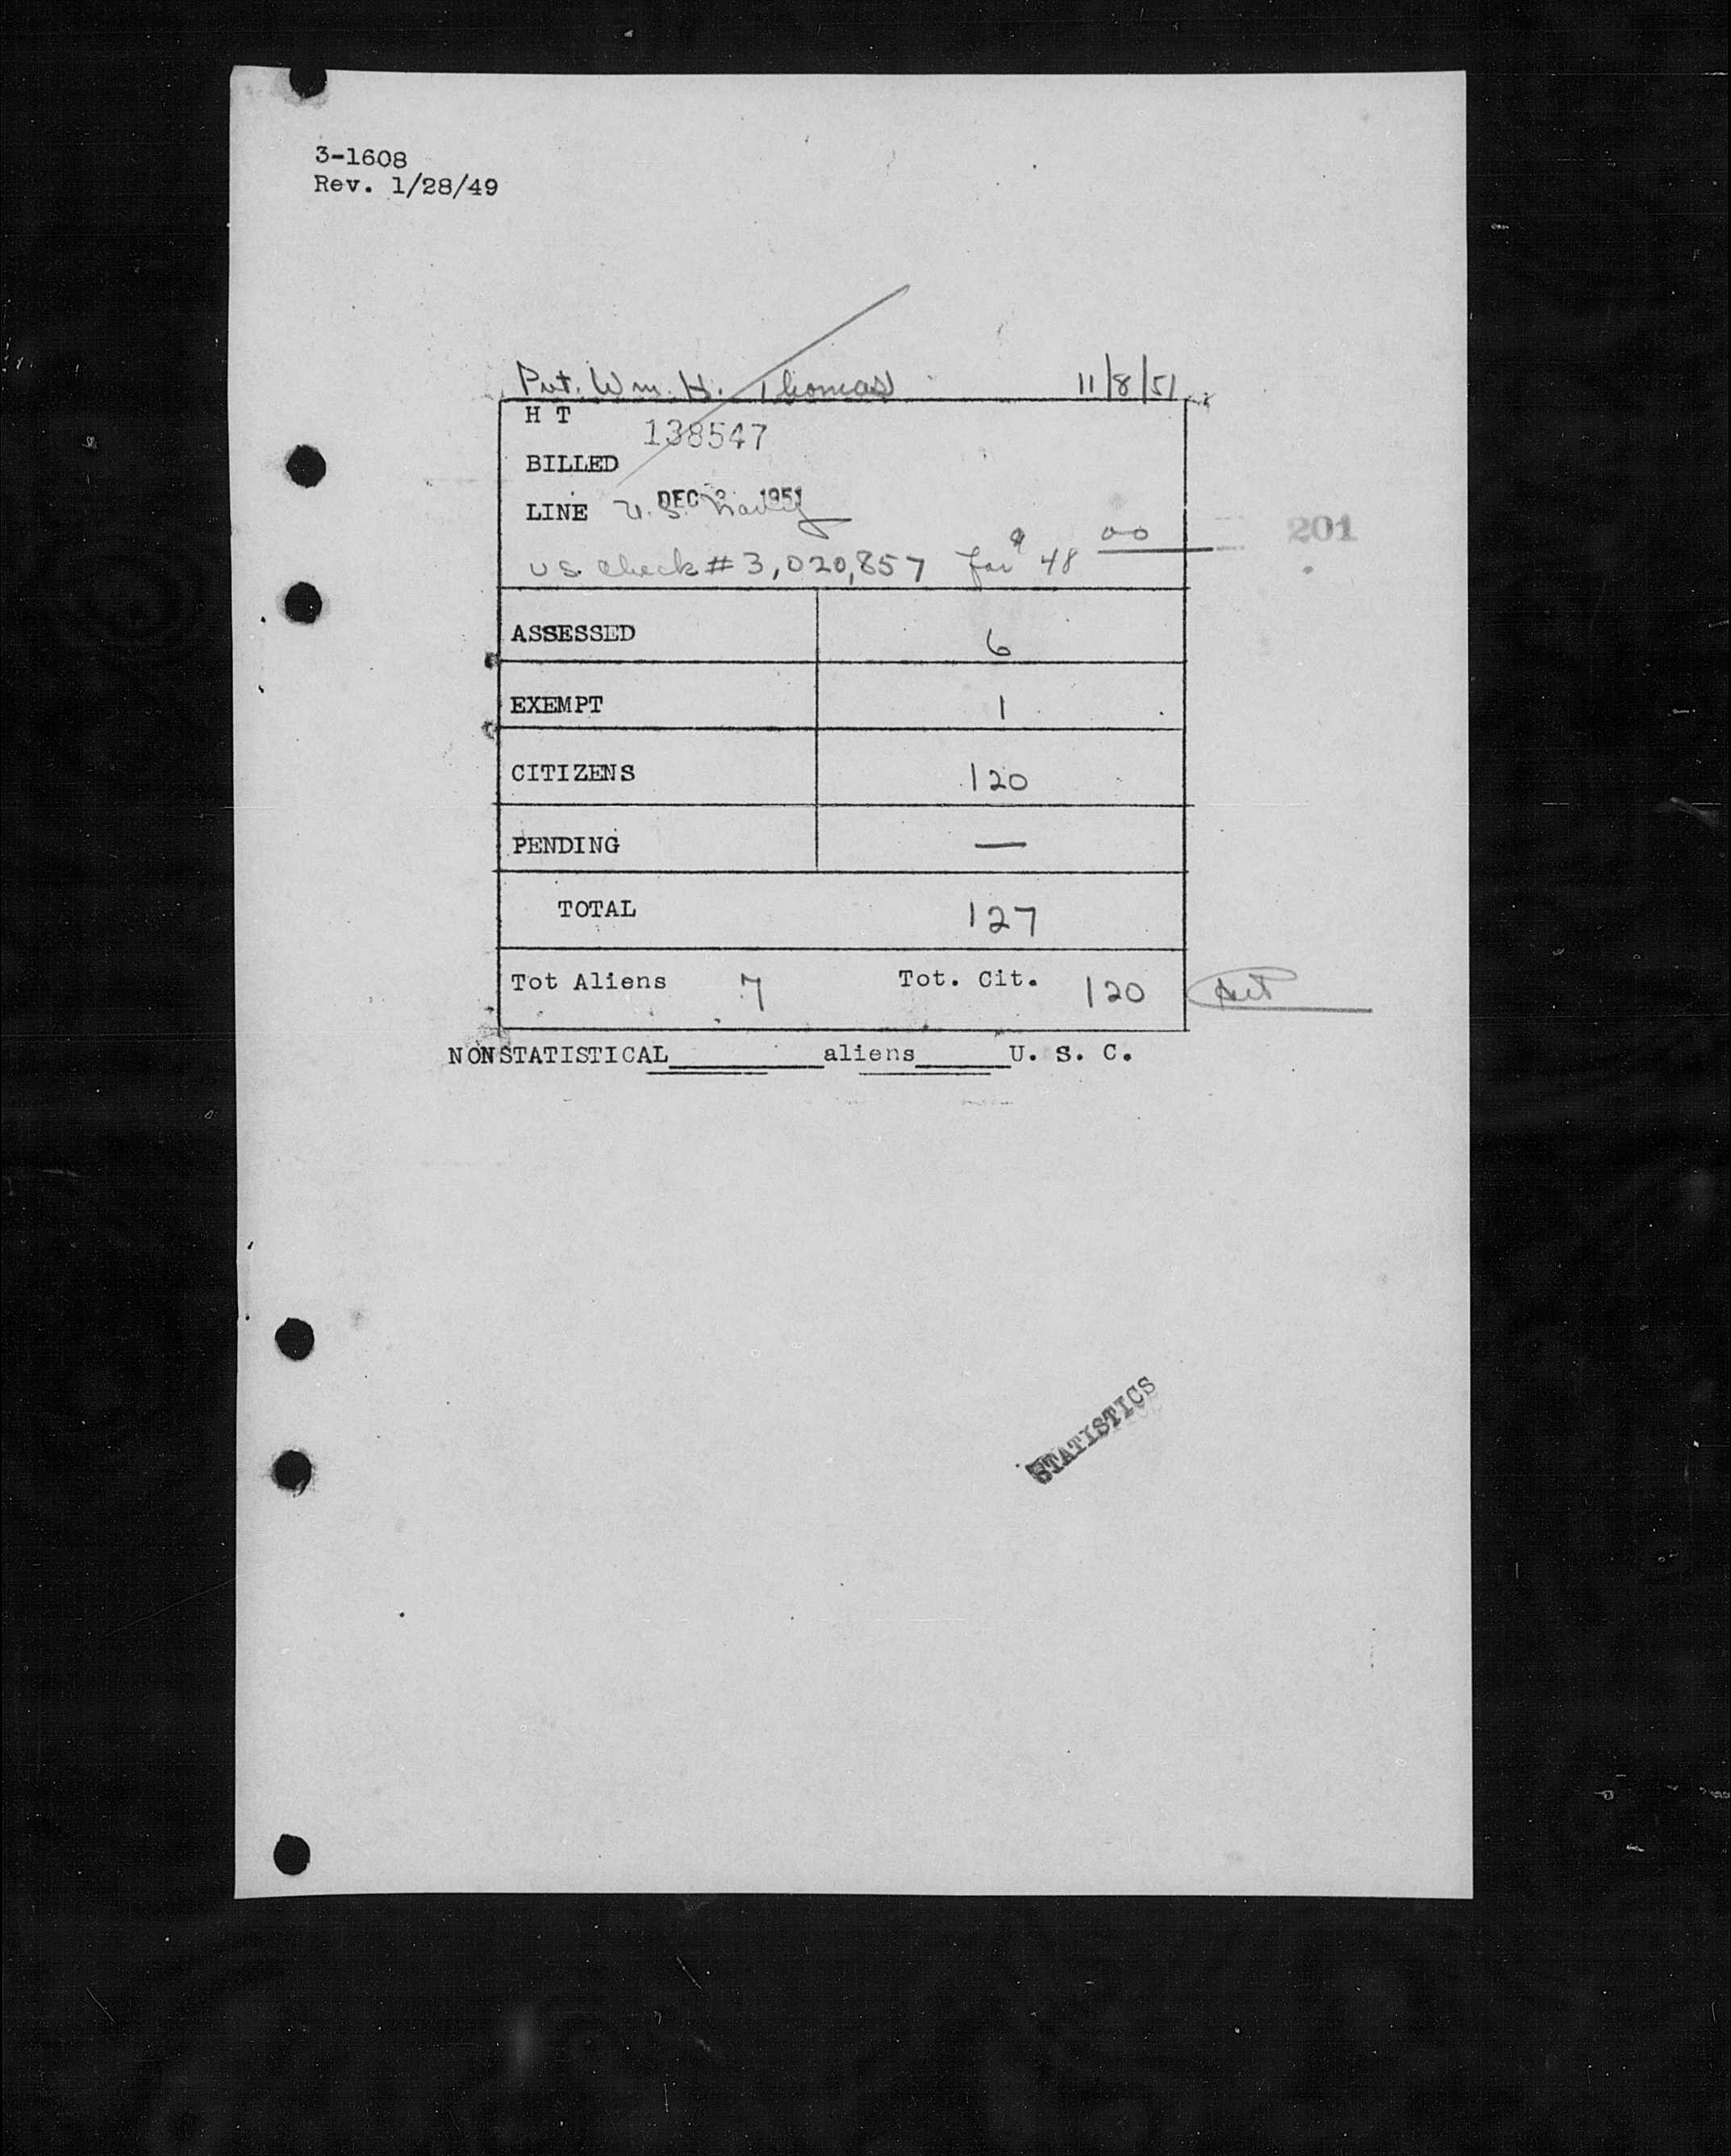 3-1608
Rev. 1/28/49
Pvt. Wm. H. Thomas 11/8/51
H T
138547
BILLED
DEC 1951
LINE U.S. Navy
201
US. Check # 3,020,857 for $ 48 00
ASSESSED 6
EXEMPT 1
CITIZENS 120
PENDING —
TOTAL 127
Tot Aliens 7 Tot. Cit. 120
NONSTATISTICAL________aliens_____U. S. C.
STATISTICS